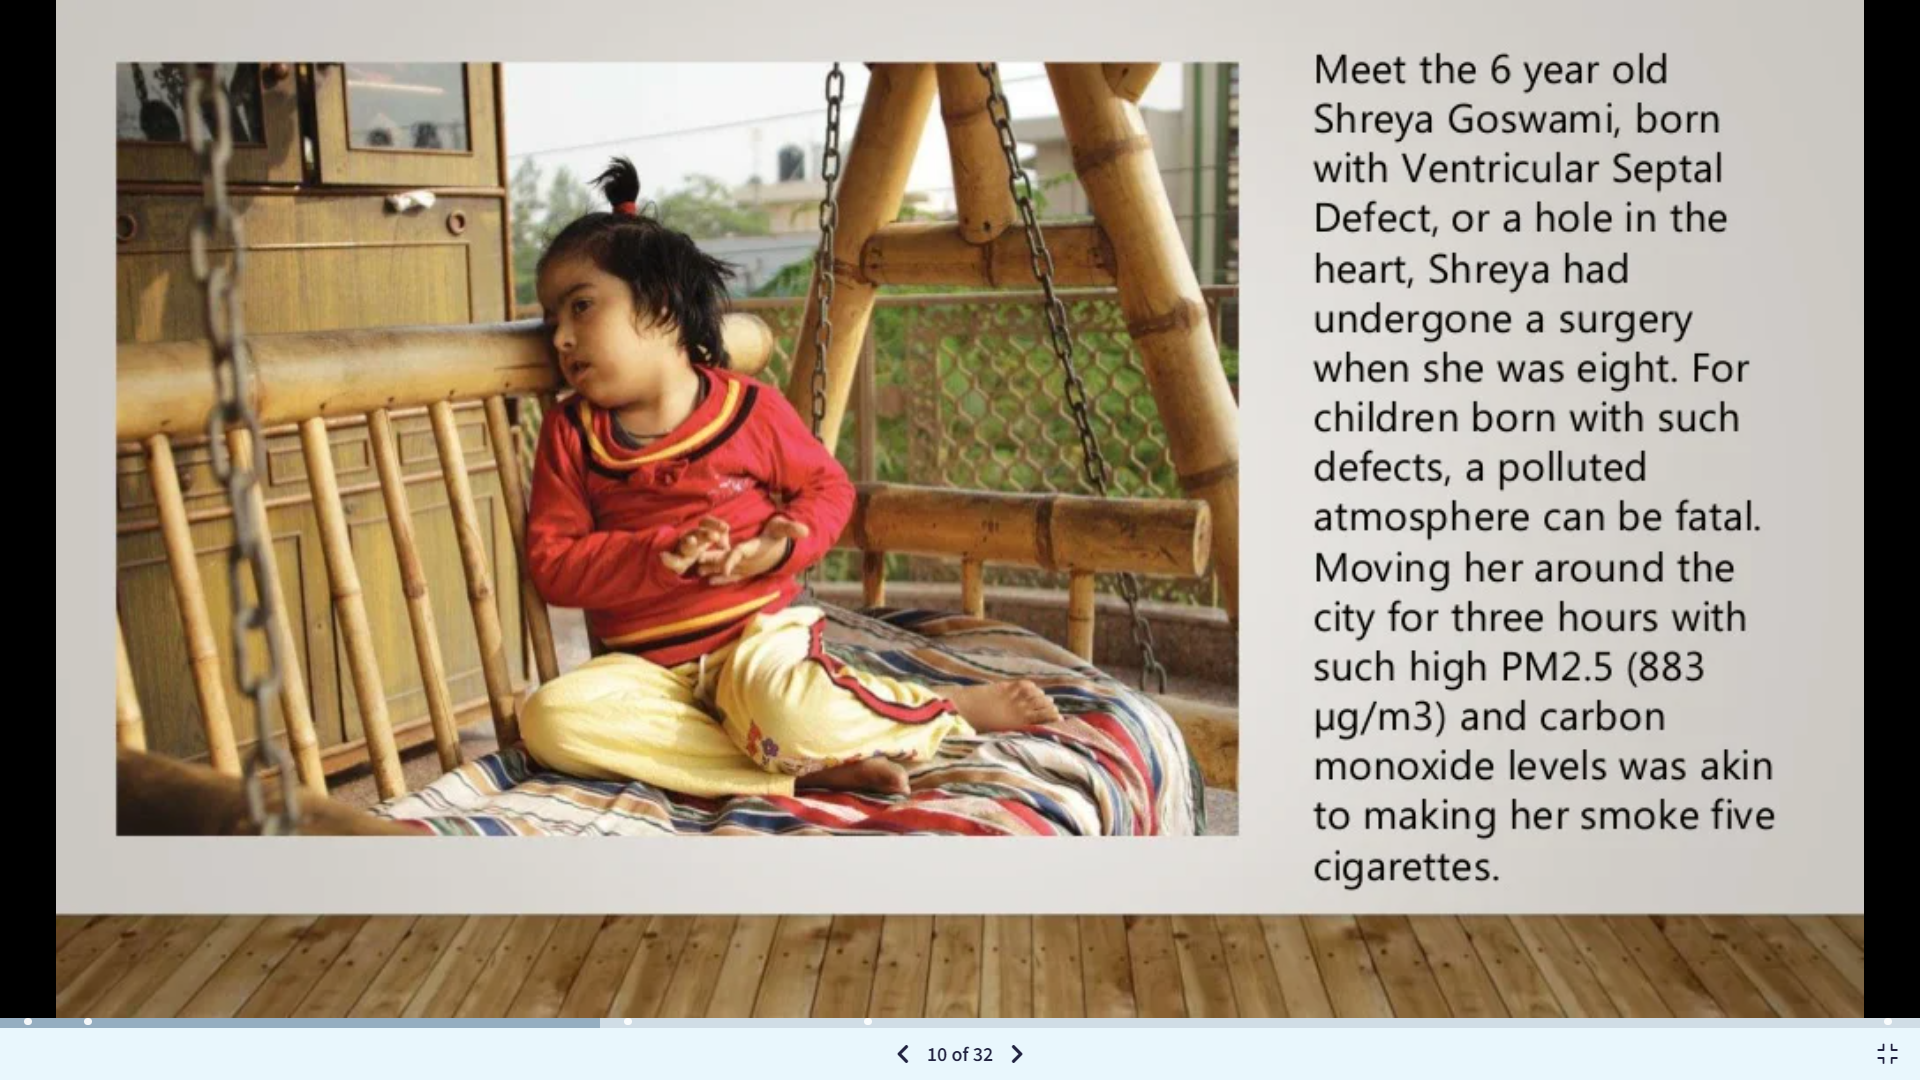 Meet the 6 year old
Shreya Goswami, born
with Ventricular Septal
Defect, or a hole in the
heart, Shreya had
undergone a surgery
when she was eight. For
children born with such
defects, a polluted
atmosphere can be fatal.
Moving her around the
city for three hours with
such high PM2.5 (883
µg/m3) and carbon
monoxide levels was akin
to making her smoke five
cigarettes.
10 of 32